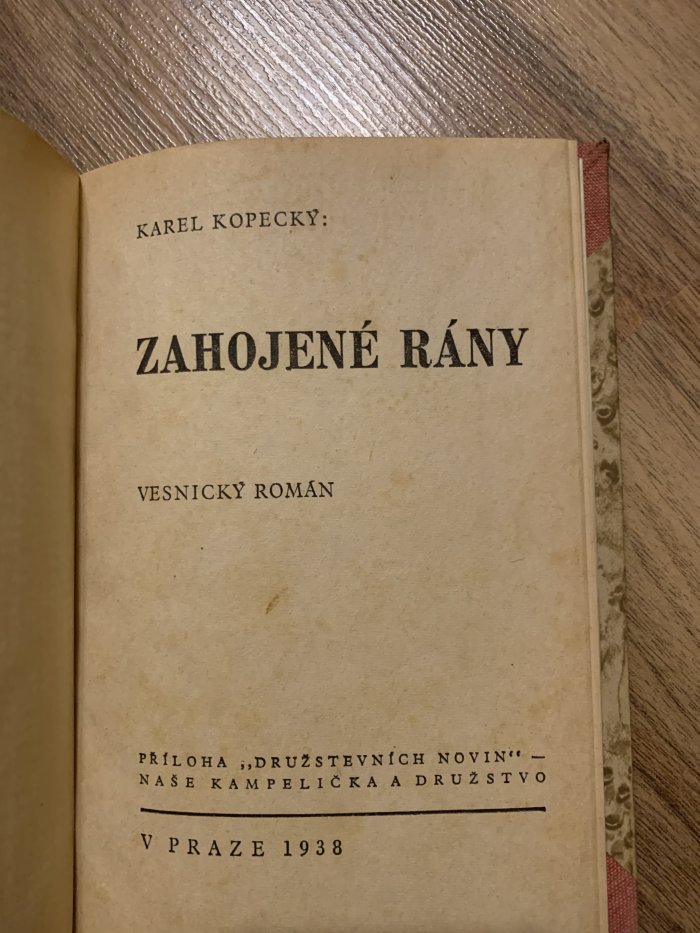 KAREL KOPECKÝ:
ZAHOJENÉ RÁNY
VESNICKÝ ROMÁN
PŘÍLOHA „DRUŽSTEVNÍCH NOVIN“ —
NAŠE KAMPELIČKA A DRUŽSTVO
V PRAZE 1938